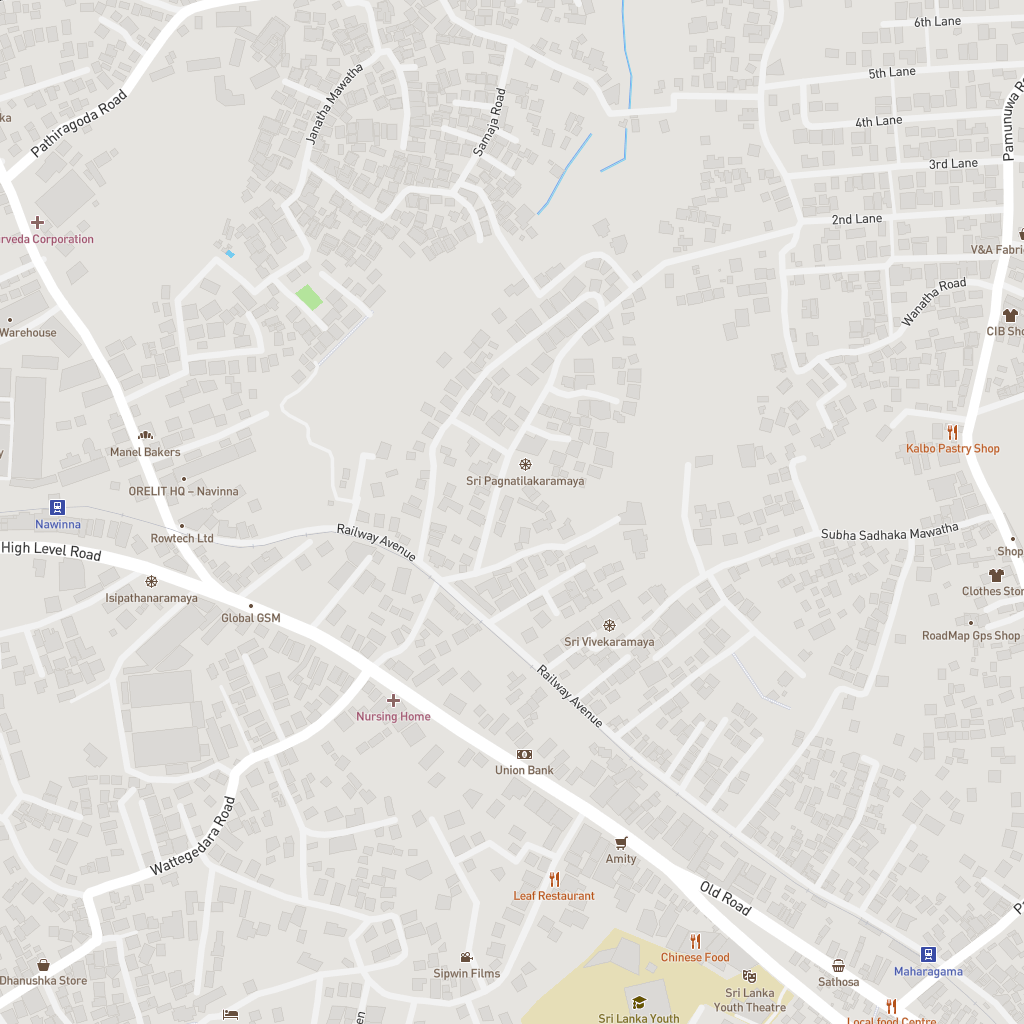 6th Lane
5th Lane
Pathiragoda Road
Janatha Mawatha
Samaja Road
4th Lane
Pamunuwa
3rd Lane
2nd Lane
V&A Fabri
rveda Corporation
Wanatha Road
Warehouse
CIB Sho
Manel Bakers
Kalbo Pastry Shop
Sri Pagnatilakaramaya
ORELIT HQ – Navinna
Nawinna
Rowtech Ltd
Railway Avenue
Subha Sadhaka Mawatha
High Level Road
Shop
Isipathanaramaya
Clothes Stor
Global GSM
RoadMap Gps Shop
Sri Vivekaramaya
Railway Avenue
Nursing Home
Union Bank
Wattegedara Road
Amity
Leaf Restaurant
Old Road
Chinese Food
Maharagama
Sipwin Films
Dhanushka Store
Sathosa
Sri Lanka
Youth Theatre
Sri Lanka Youth
Local food Centre